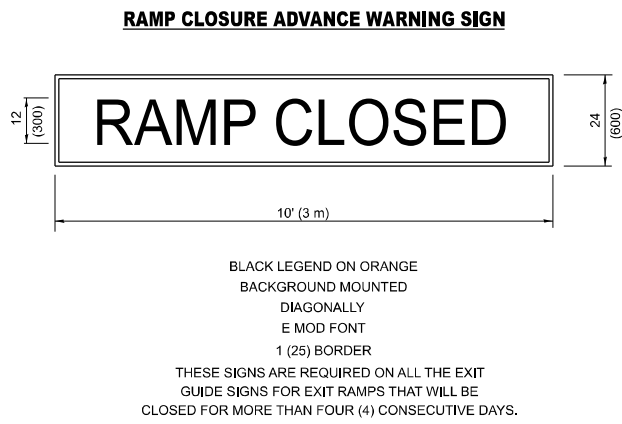 RAMP CLOSURE ADVANCE WARNING SIGN
RAMP CLOSED
12
(300)
24
(600)
10' (3 m)
BLACK LEGEND ON ORANGE
BACKGROUND MOUNTED
DIAGONALLY
E MOD FONT
1 (25) BORDER
THESE SIGNS ARE REQUIRED ON ALL THE EXIT
GUIDE SIGNS FOR EXIT RAMPS THAT WILL BE
CLOSED FOR MORE THAN FOUR (4) CONSECUTIVE DAYS.